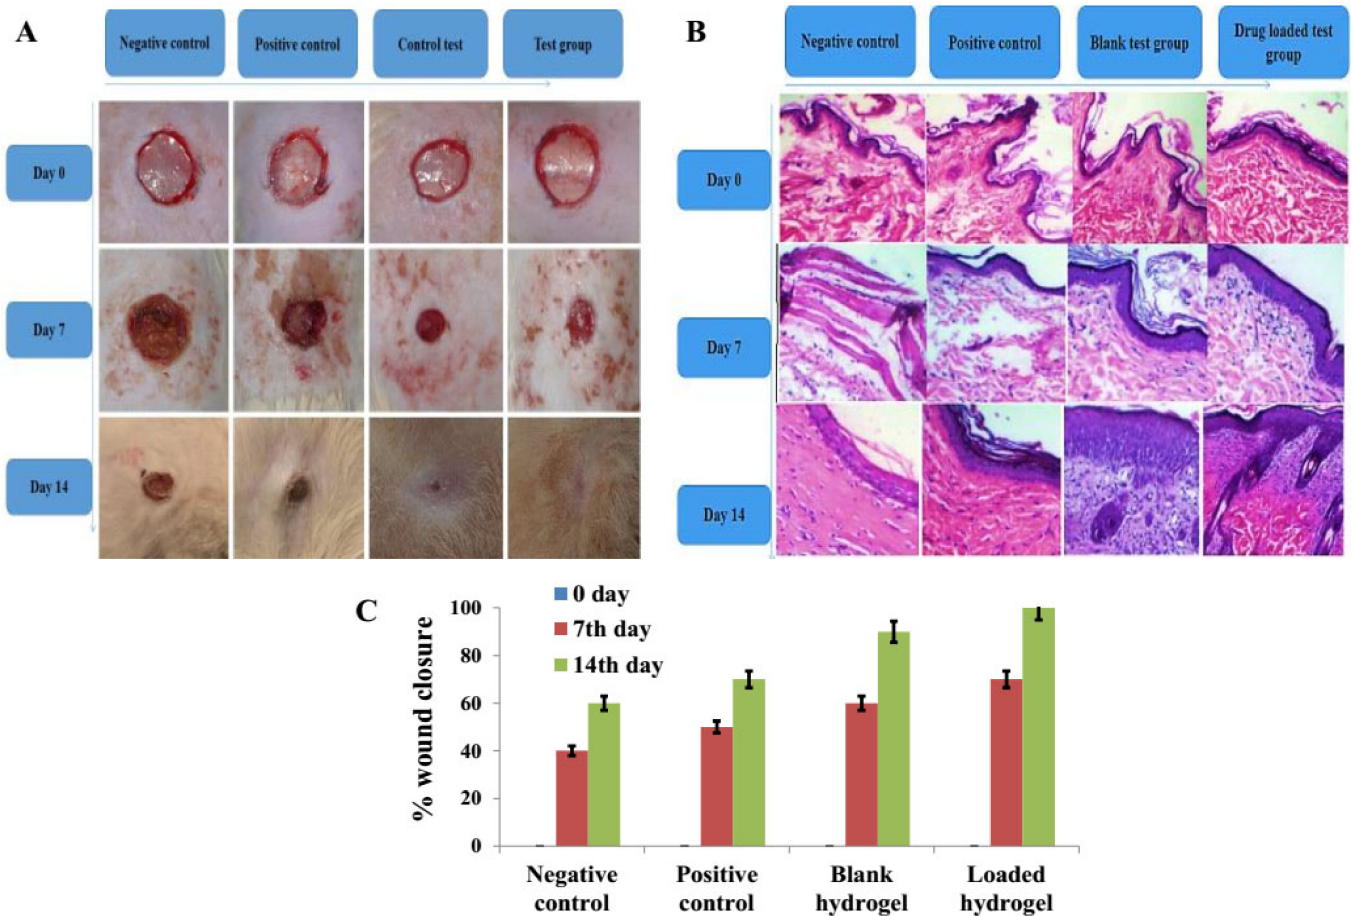 A
Negative control
Positive control
Control test
Test group
Day 0
Day 7
Day 14
B
Negative control
Positive control
Blank test group
Drug loaded test
group
Day 0
Day 7
Day 14
C
% wound closure
100
80
60
40
20
0
0 day
7th day
14th day
Negative
control
Positive
control
Blank
hydrogel
Loaded
hydrogel